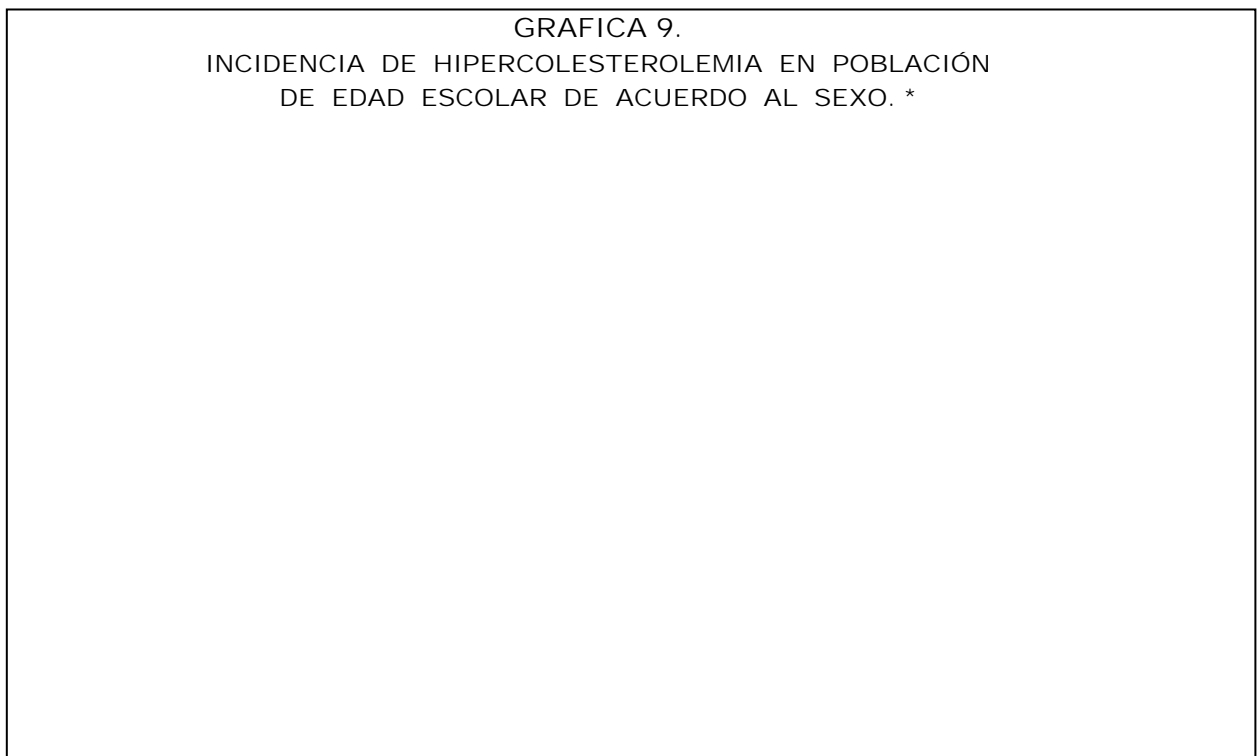 GRAFICA 9.
INCIDENCIA DE HIPERCOLESTEROLEMIA EN POBLACIÓN
DE EDAD ESCOLAR DE ACUERDO AL SEXO. *